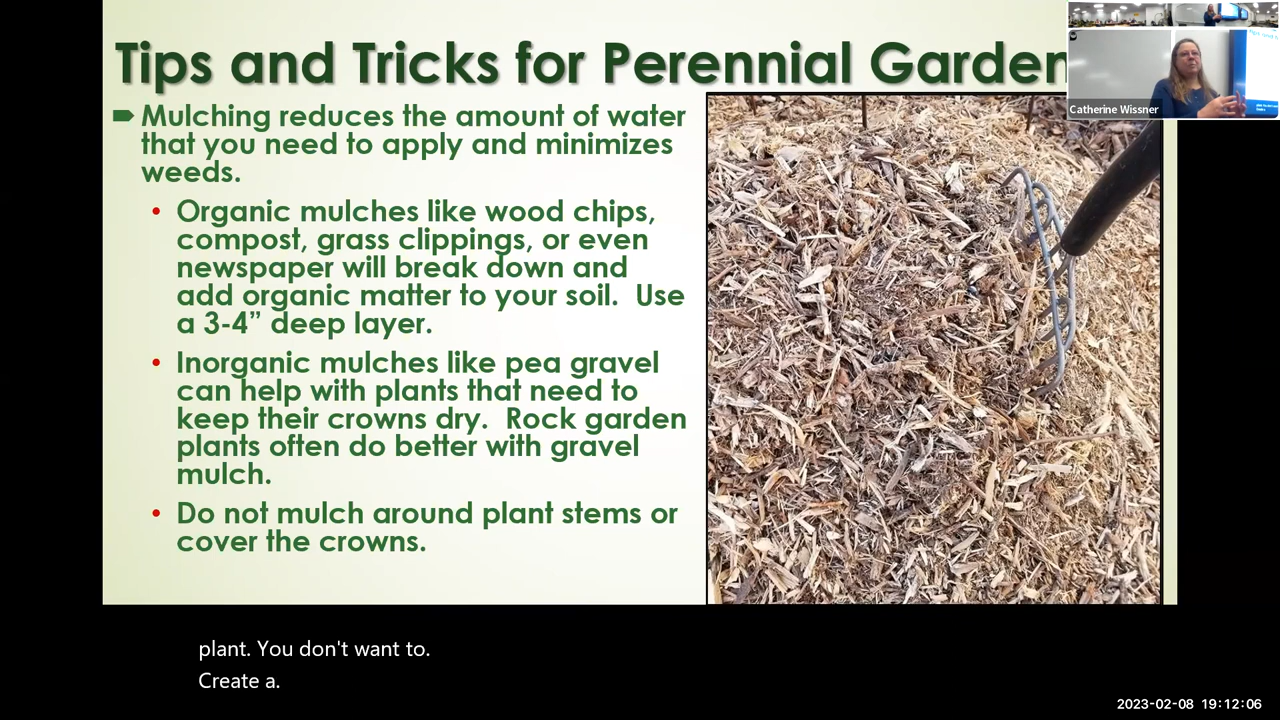 Tips and Tricks for Perennial Garden
Catherine Wissner
Mulching reduces the amount of water
that you need to apply and minimizes
weeds.
• Organic mulches like wood chips,
compost, grass clippings, or even
newspaper will break down and
add organic matter to your soil. Use
a 3-4” deep layer.
• Inorganic mulches like pea gravel
can help with plants that need to
keep their crowns dry. Rock garden
plants often do better with gravel
mulch.
• Do not mulch around plant stems or
cover the crowns.
plant. You don't want to.
Create a.
2023-02-08 19:12:06